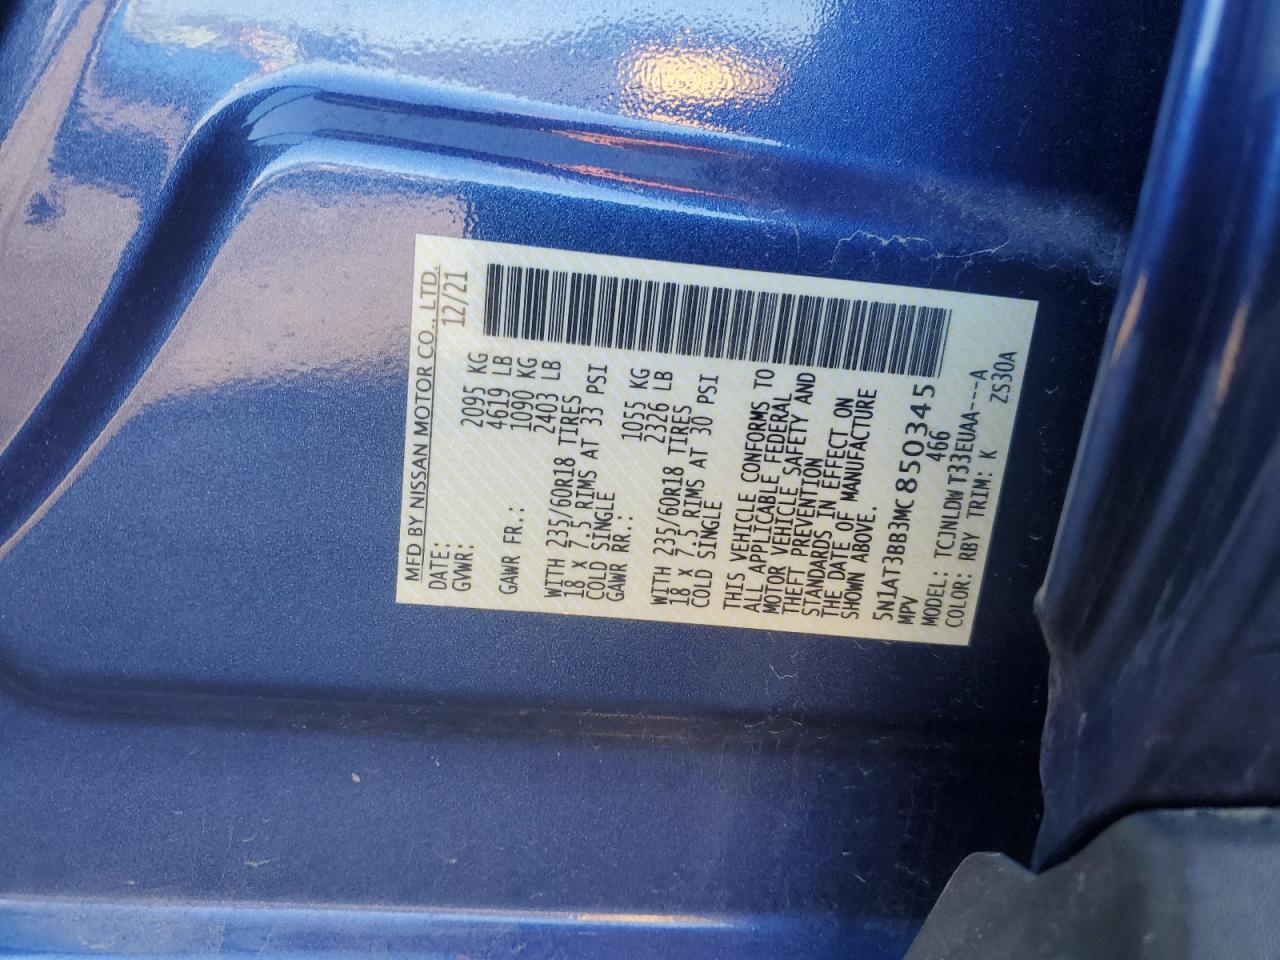 MFD BY NISSAN MOTOR CO., LTD.
DATE: 12/21
GVWR: 2095 KG
4619 LB
GAWR FR.: 1090 KG
2403 LB
WITH 235/60R18 TIRES
18 X 7.5 RIMS AT 33 PSI
COLD SINGLE
GAWR RR.: 1055 KG
2326 LB
WITH 235/60R18 TIRES
18 X 7.5 RIMS AT 30 PSI
COLD SINGLE
THIS VEHICLE CONFORMS TO
ALL APPLICABLE FEDERAL
MOTOR VEHICLE SAFETY AND
THEFT PREVENTION
STANDARDS IN EFFECT ON
THE DATE OF MANUFACTURE
SHOWN ABOVE.
5N1AT3BB3MC850345
MPV 466
MODEL: TCJNLDWT33EUAA---A
COLOR: RBY TRIM: K ZS30A